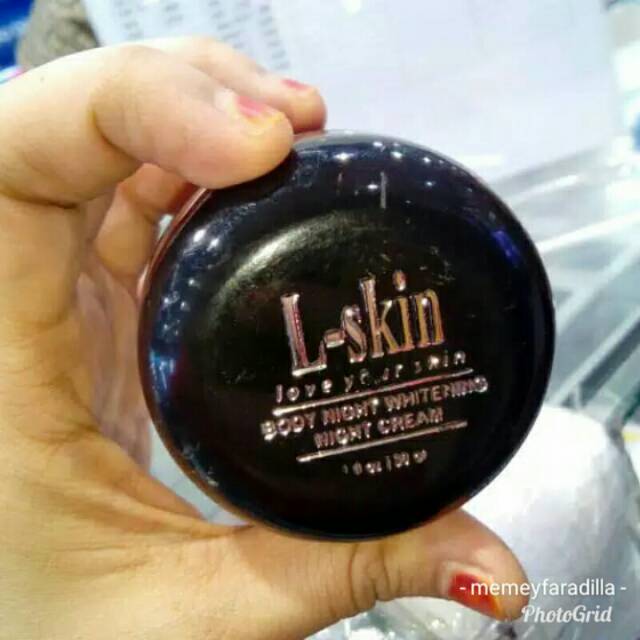 L-skin
love your skin
BODY NIGHT WHITENING
NIGHT CREAM
- memeyfaradilla -
PhotoGrid